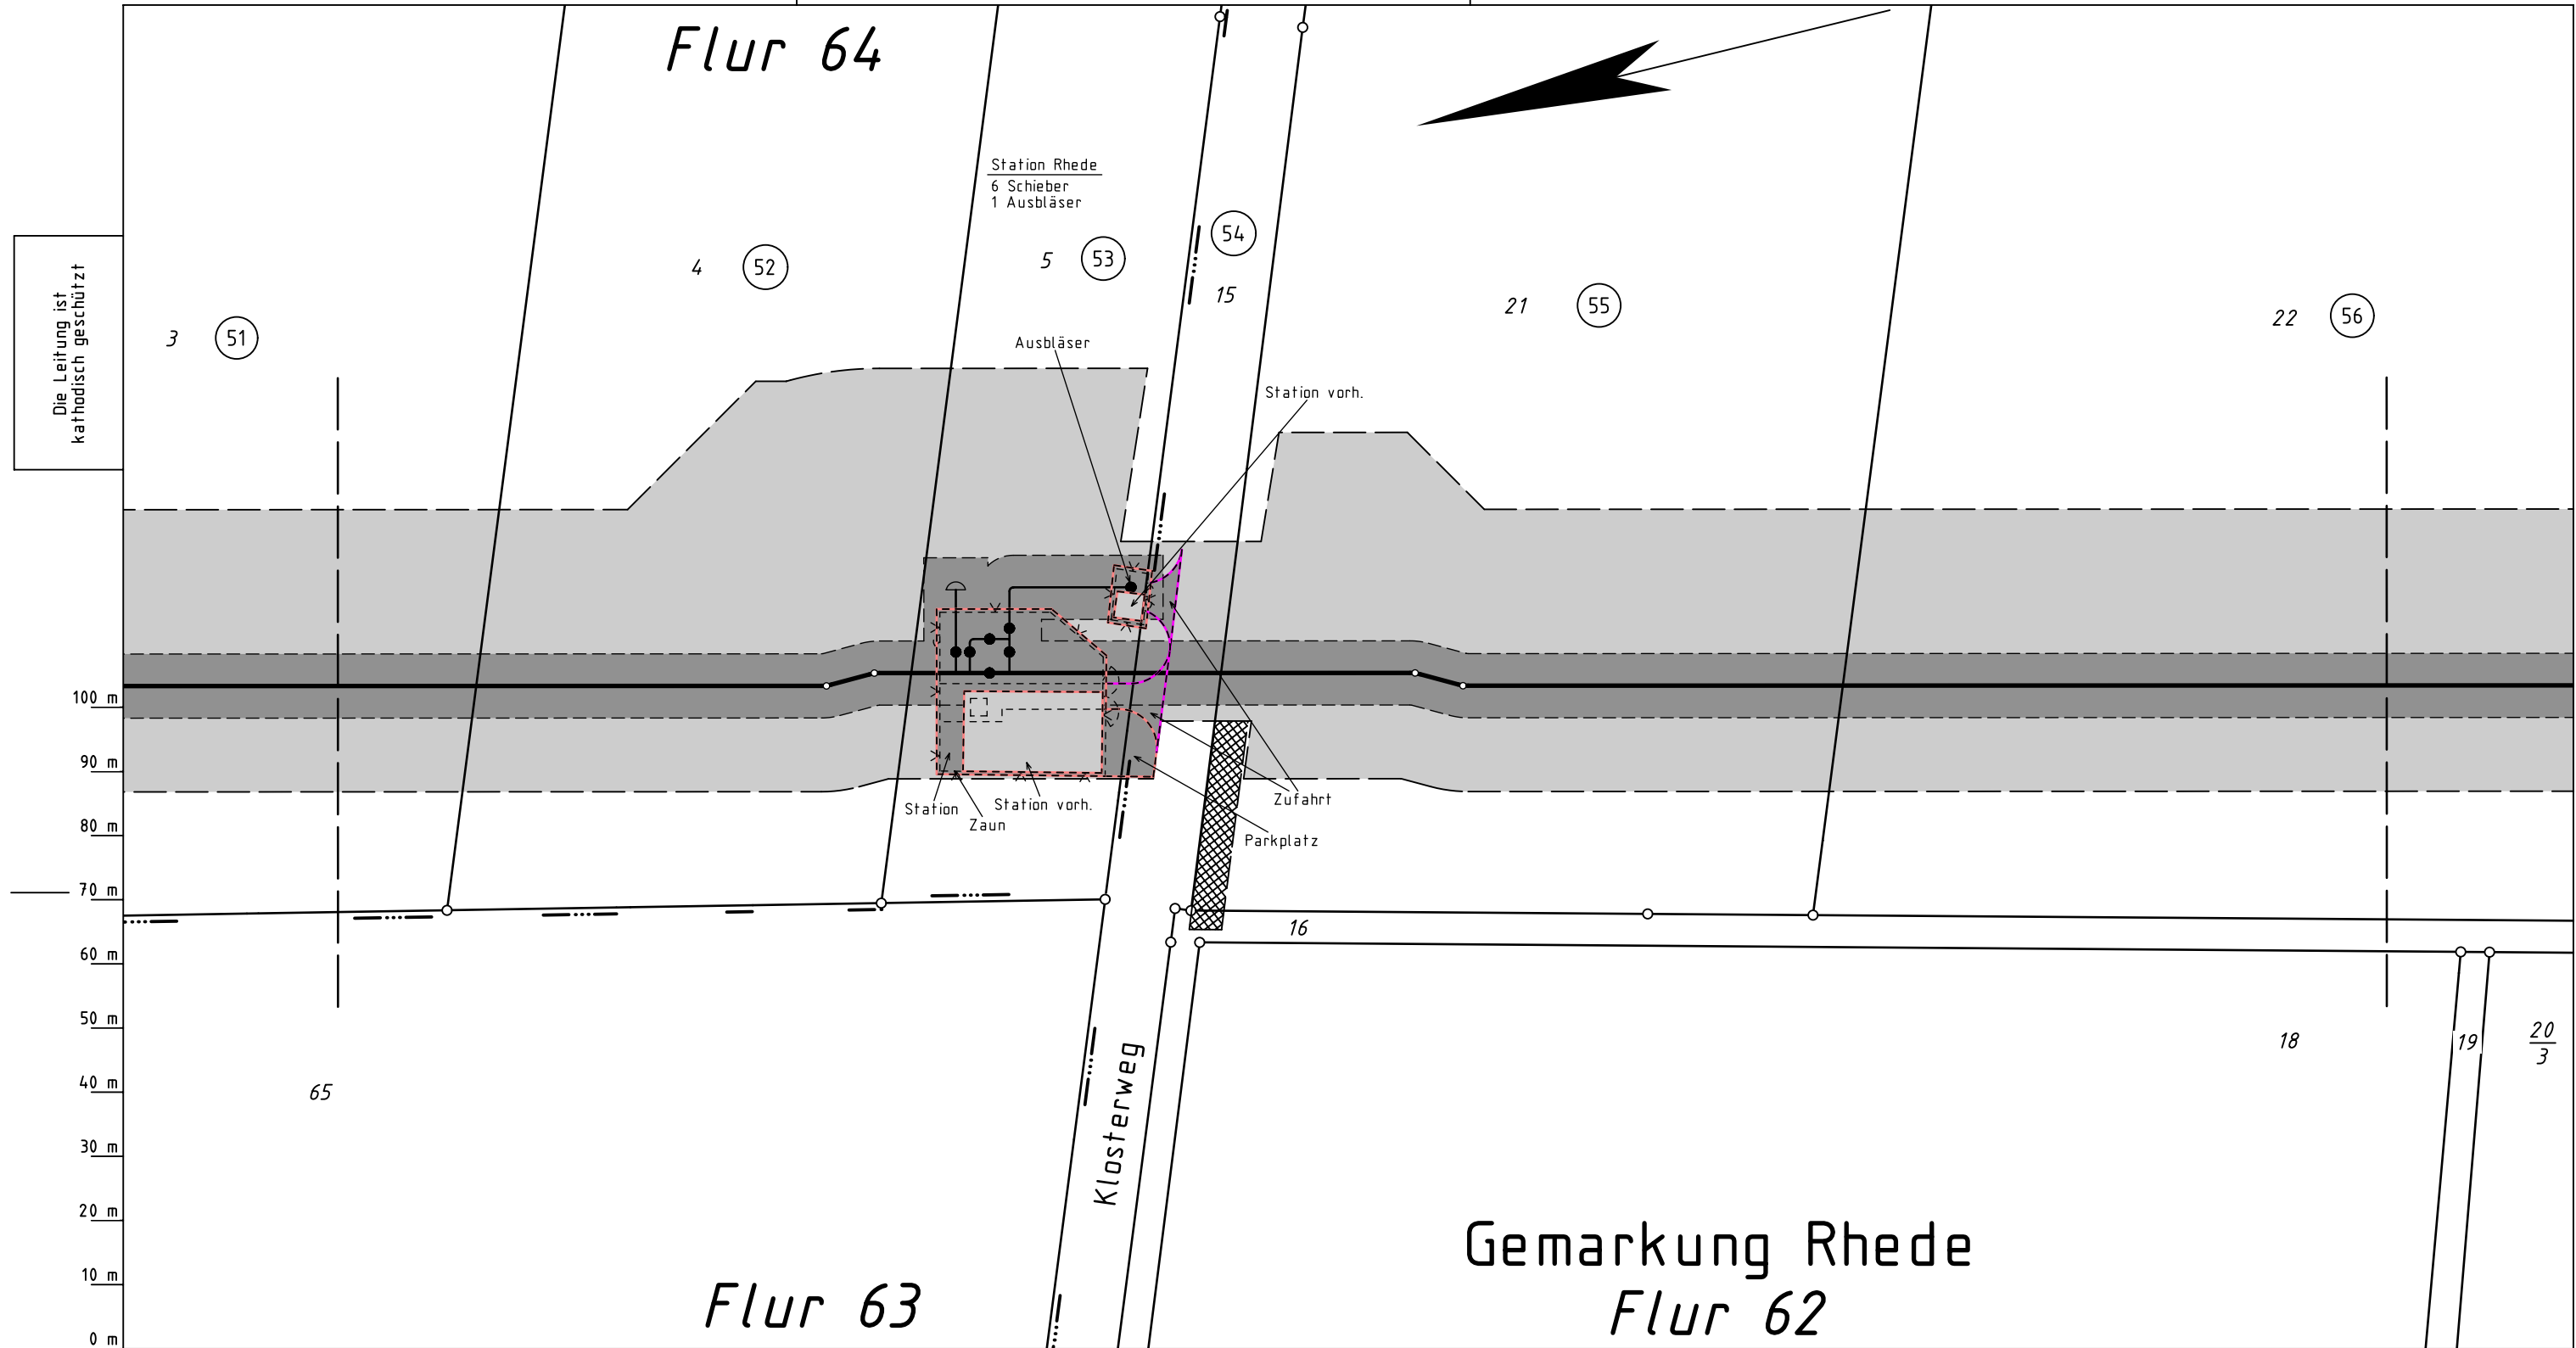 Flur 64
Station Rhede
6 Schieber
1 Ausbläser
54
4
52
5
53
15
21
55
22
56
3
51
Die Leitung ist
kathodisch geschützt
Ausbläser
Station vorh.
100 m
90 m
80 m
70 m
60 m
50 m
40 m
30 m
20 m
10 m
0 m
Station
Station vorh.
Zaun
Zufahrt
Parkplatz
16
18
19
20
3
65
Klosterweg
Gemarkung Rhede
Flur 63
Flur 62